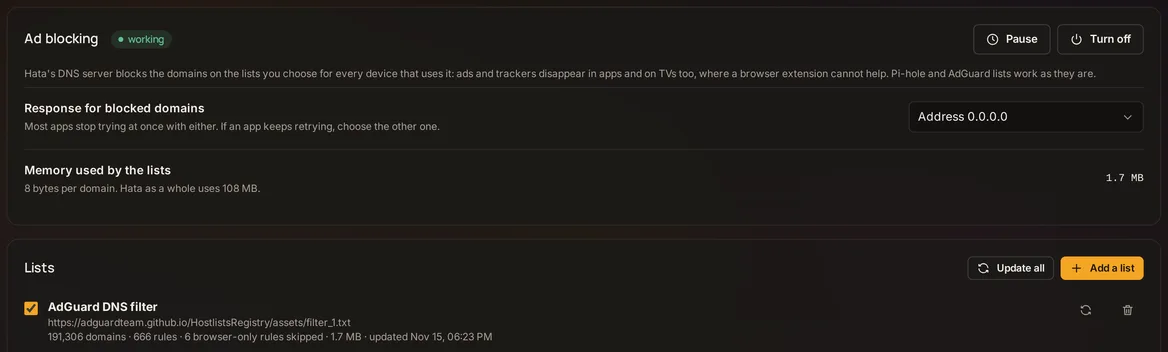 Ad blocking
working
Pause
Turn off
Hata's DNS server blocks the domains on the lists you choose for every device that uses it: ads and trackers disappear in apps and on TVs too, where a browser extension cannot help. Pi-hole and AdGuard lists work as they are.
Response for blocked domains
Address 0.0.0.0
Most apps stop trying at once with either. If an app keeps retrying, choose the other one.
Memory used by the lists
1.7 MB
8 bytes per domain. Hata as a whole uses 108 MB.
Lists
Update all
Add a list
AdGuard DNS filter
https://adguardteam.github.io/HostlistsRegistry/assets/filter_1.txt
191,306 domains · 666 rules · 6 browser-only rules skipped · 1.7 MB · updated Nov 15, 06:23 PM